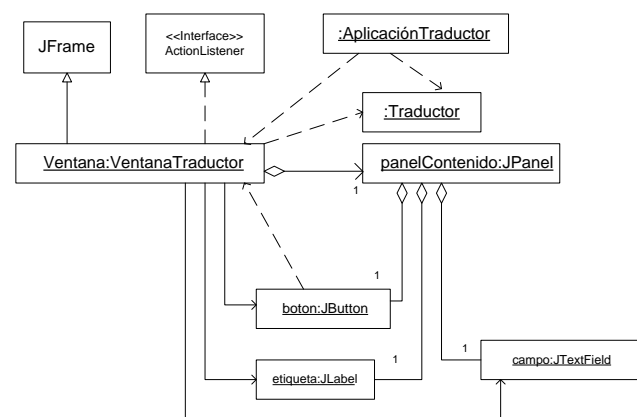 JFrame
<<Interface>>
ActionListener
:AplicaciónTraductor
:Traductor
Ventana:VentanaTraductor
panelContenido:JPanel
1
1
boton:JButton
1
etiqueta:JLabel
1
campo:JTextField